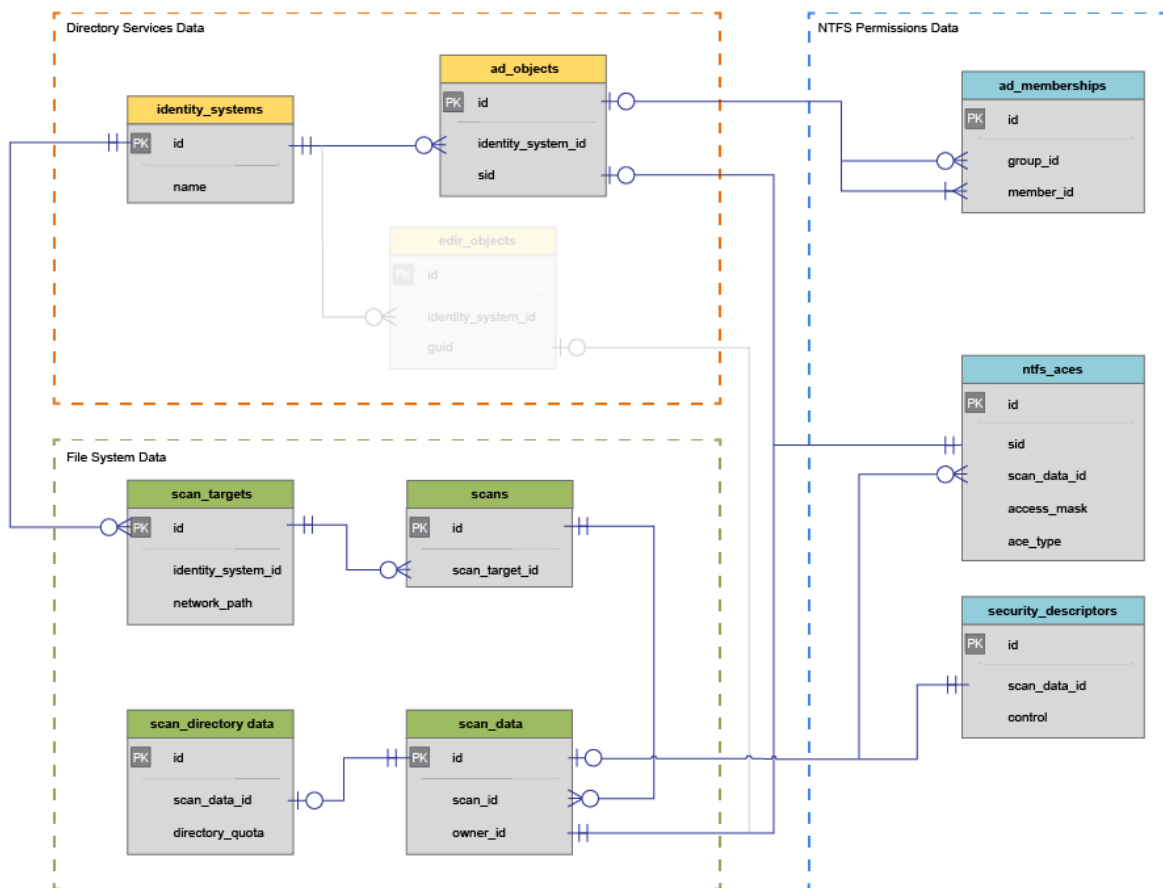 Directory Services Data
identity_systems
PK id
name
ad_objects
PK id
identity_system_id
sid
edir_objects
PK id
identity_system_id
guid
NTFS Permissions Data
ad_memberships
PK id
group_id
member_id
ntfs_aces
PK id
sid
scan_data_id
access_mask
ace_type
security_descriptors
PK id
scan_data_id
control
File System Data
scan_targets
PK id
identity_system_id
network_path
scans
PK id
scan_target_id
scan_directory data
PK id
scan_data_id
directory_quota
scan_data
PK id
scan_id
owner_id